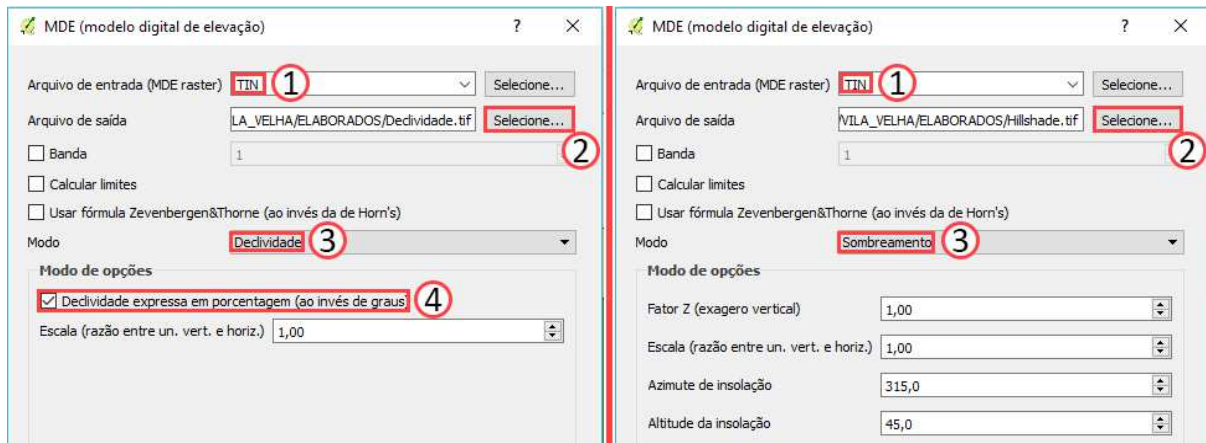 MDE (modelo digital de elevação) ? ✕
Arquivo de entrada (MDE raster) TIN 1 Selecione...
Arquivo de saída LA_VELHA/ELABORADOS/Declividade.tif Selecione...
2
Banda 1
Calcular limites
Usar fórmula Zevenbergen&Thorne (ao invés da de Horn's)
Modo Declividade 3
Modo de opções
Declividade expressa em porcentagem (ao invés de graus) 4
Escala (razão entre un. vert. e horiz.) 1,00
MDE (modelo digital de elevação) ? ✕
Arquivo de entrada (MDE raster) TIN 1 Selecione...
Arquivo de saída /VILA_VELHA/ELABORADOS/Hillshade.tif Selecione...
2
Banda 1
Calcular limites
Usar fórmula Zevenbergen&Thorne (ao invés da de Horn's)
Modo Sombreamento 3
Modo de opções
Fator Z (exagero vertical) 1,00
Escala (razão entre un. vert. e horiz.) 1,00
Azimute de insolação 315,0
Altitude da insolação 45,0